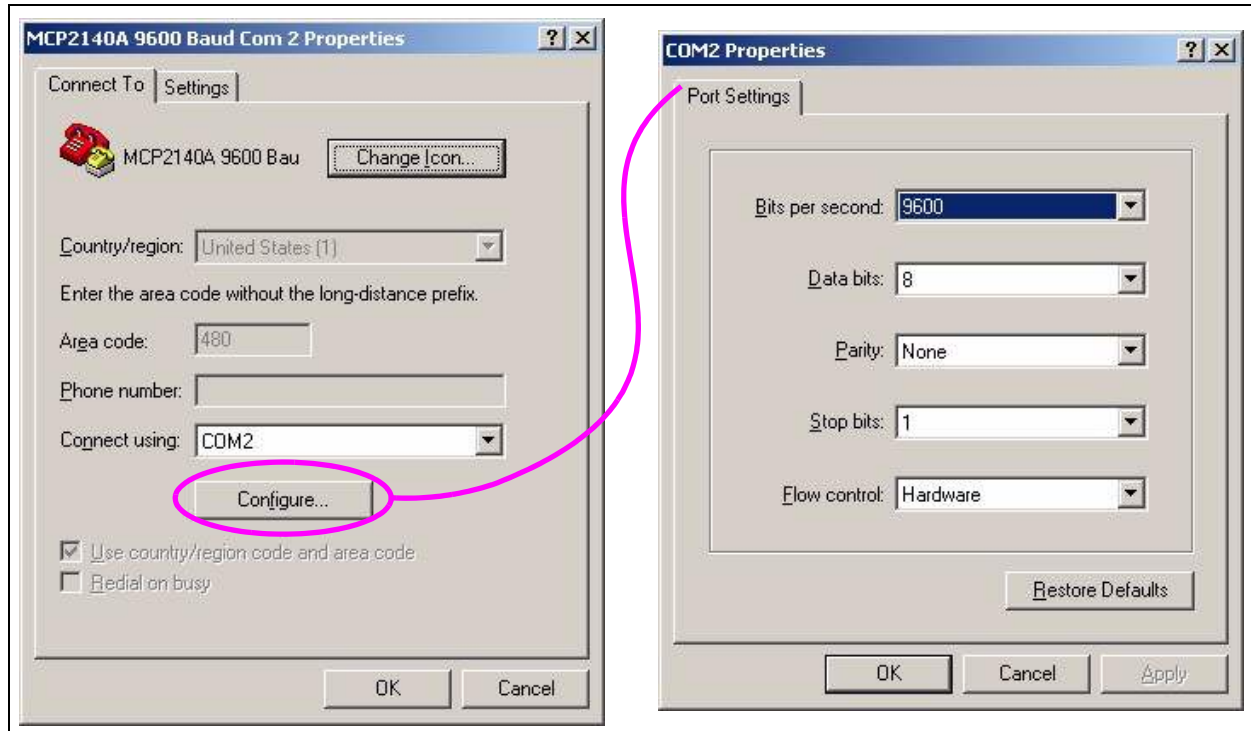 MCP2140A 9600 Baud Com 2 Properties
Connect To
Settings
MCP2140A 9600 Bau
Change Icon...
Country/region: United States (1)
Enter the area code without the long-distance prefix.
Area code: 480
Phone number:
Connect using: COM2
Configure...
Use country/region code and area code
Redial on busy
OK
Cancel
COM2 Properties
Port Settings
Bits per second: 9600
Data bits: 8
Parity: None
Stop bits: 1
Flow control: Hardware
Restore Defaults
OK
Cancel
Apply